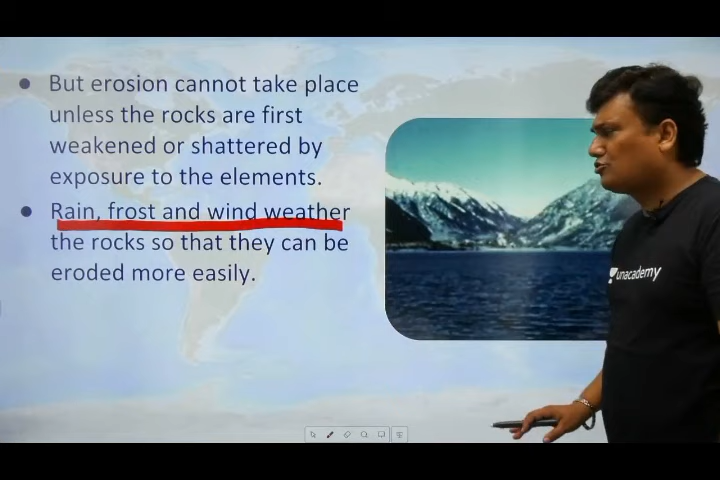 But erosion cannot take place
unless the rocks are first
weakened or shattered by
exposure to the elements.
Rain, frost and wind weather
the rocks so that they can be
eroded more easily.
unacademy